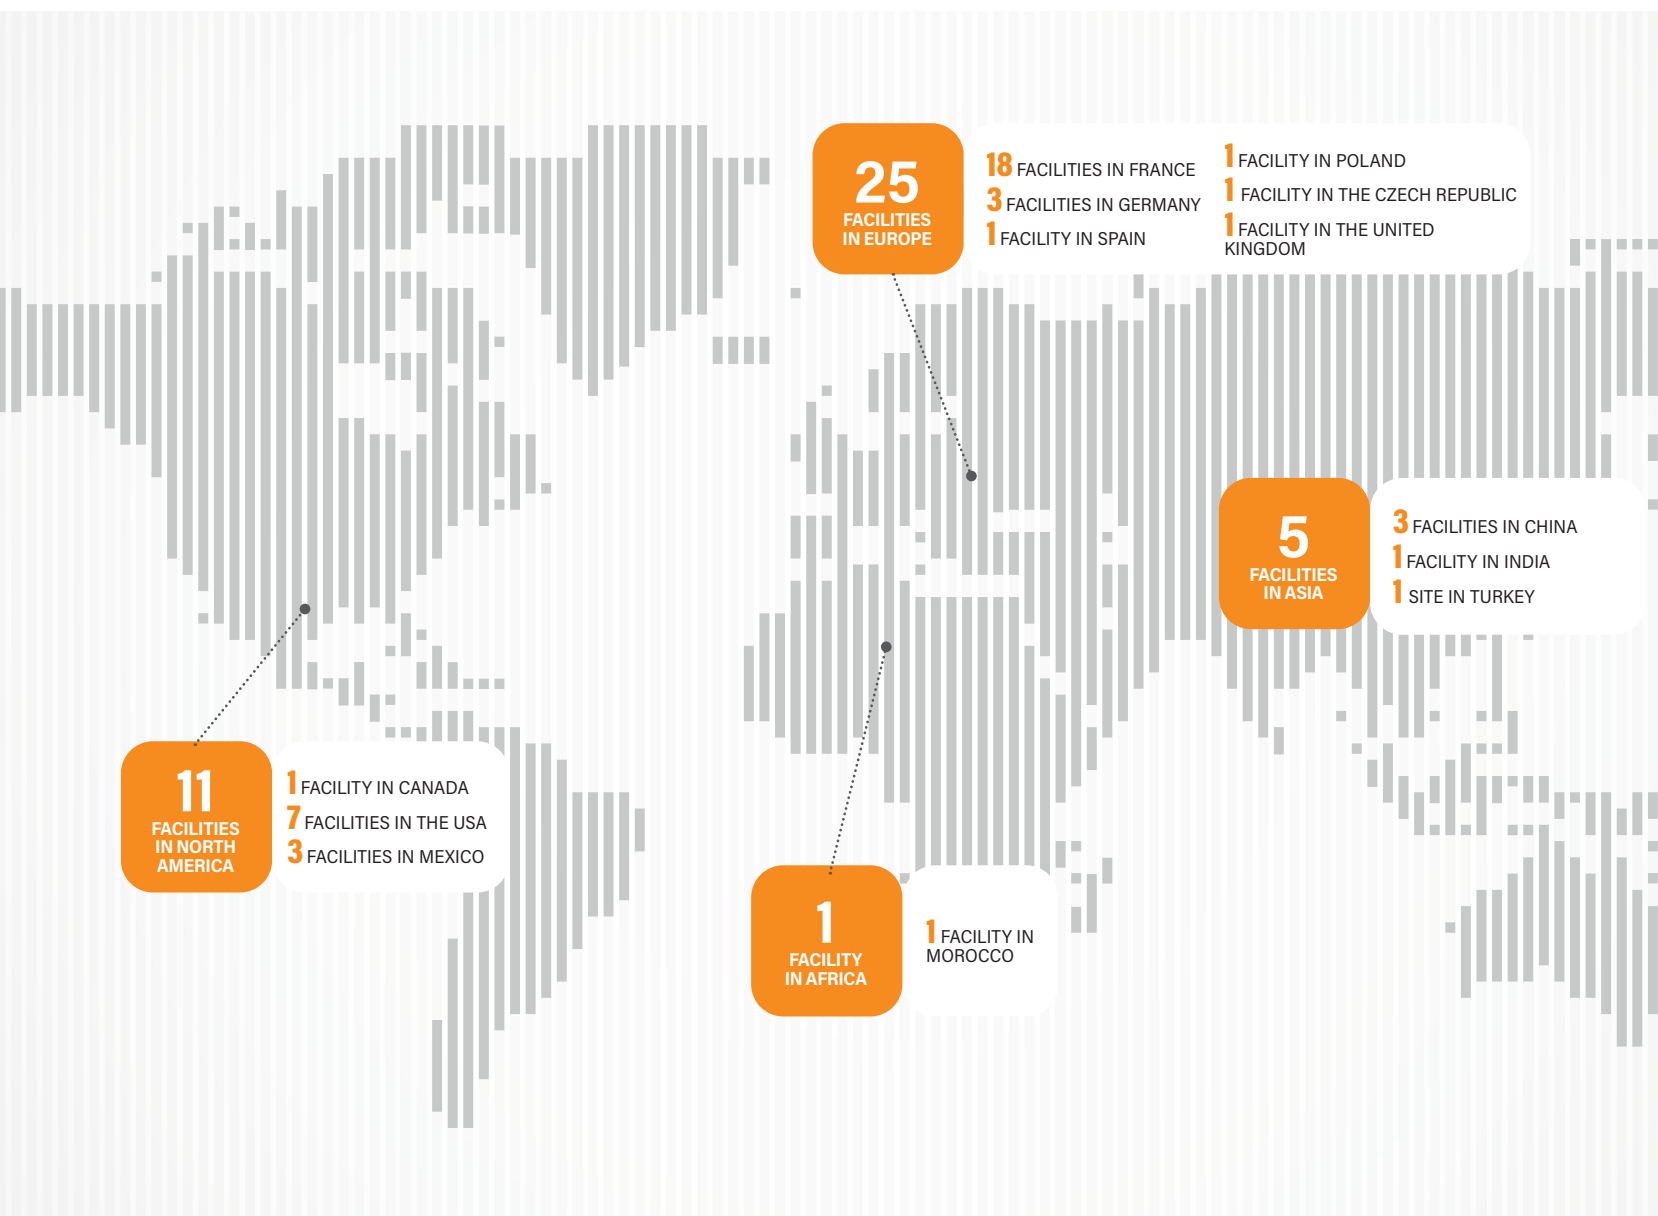 25
FACILITIES
IN EUROPE
18 FACILITIES IN FRANCE
3 FACILITIES IN GERMANY
1 FACILITY IN SPAIN
1 FACILITY IN POLAND
1 FACILITY IN THE CZECH REPUBLIC
1 FACILITY IN THE UNITED
KINGDOM
5
FACILITIES
IN ASIA
3 FACILITIES IN CHINA
1 FACILITY IN INDIA
1 SITE IN TURKEY
11
FACILITIES
IN NORTH
AMERICA
1 FACILITY IN CANADA
7 FACILITIES IN THE USA
3 FACILITIES IN MEXICO
1
FACILITY
IN AFRICA
1 FACILITY IN
MOROCCO